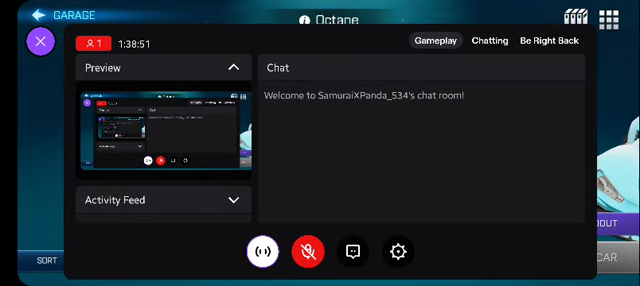 GARAGE
Octane
1
1:38:51
Gameplay
Chatting
Be Right Back
Preview
Chat
Welcome to SamuraiXPanda_534's chat room!
Activity Feed
SORT
OUT
CAR